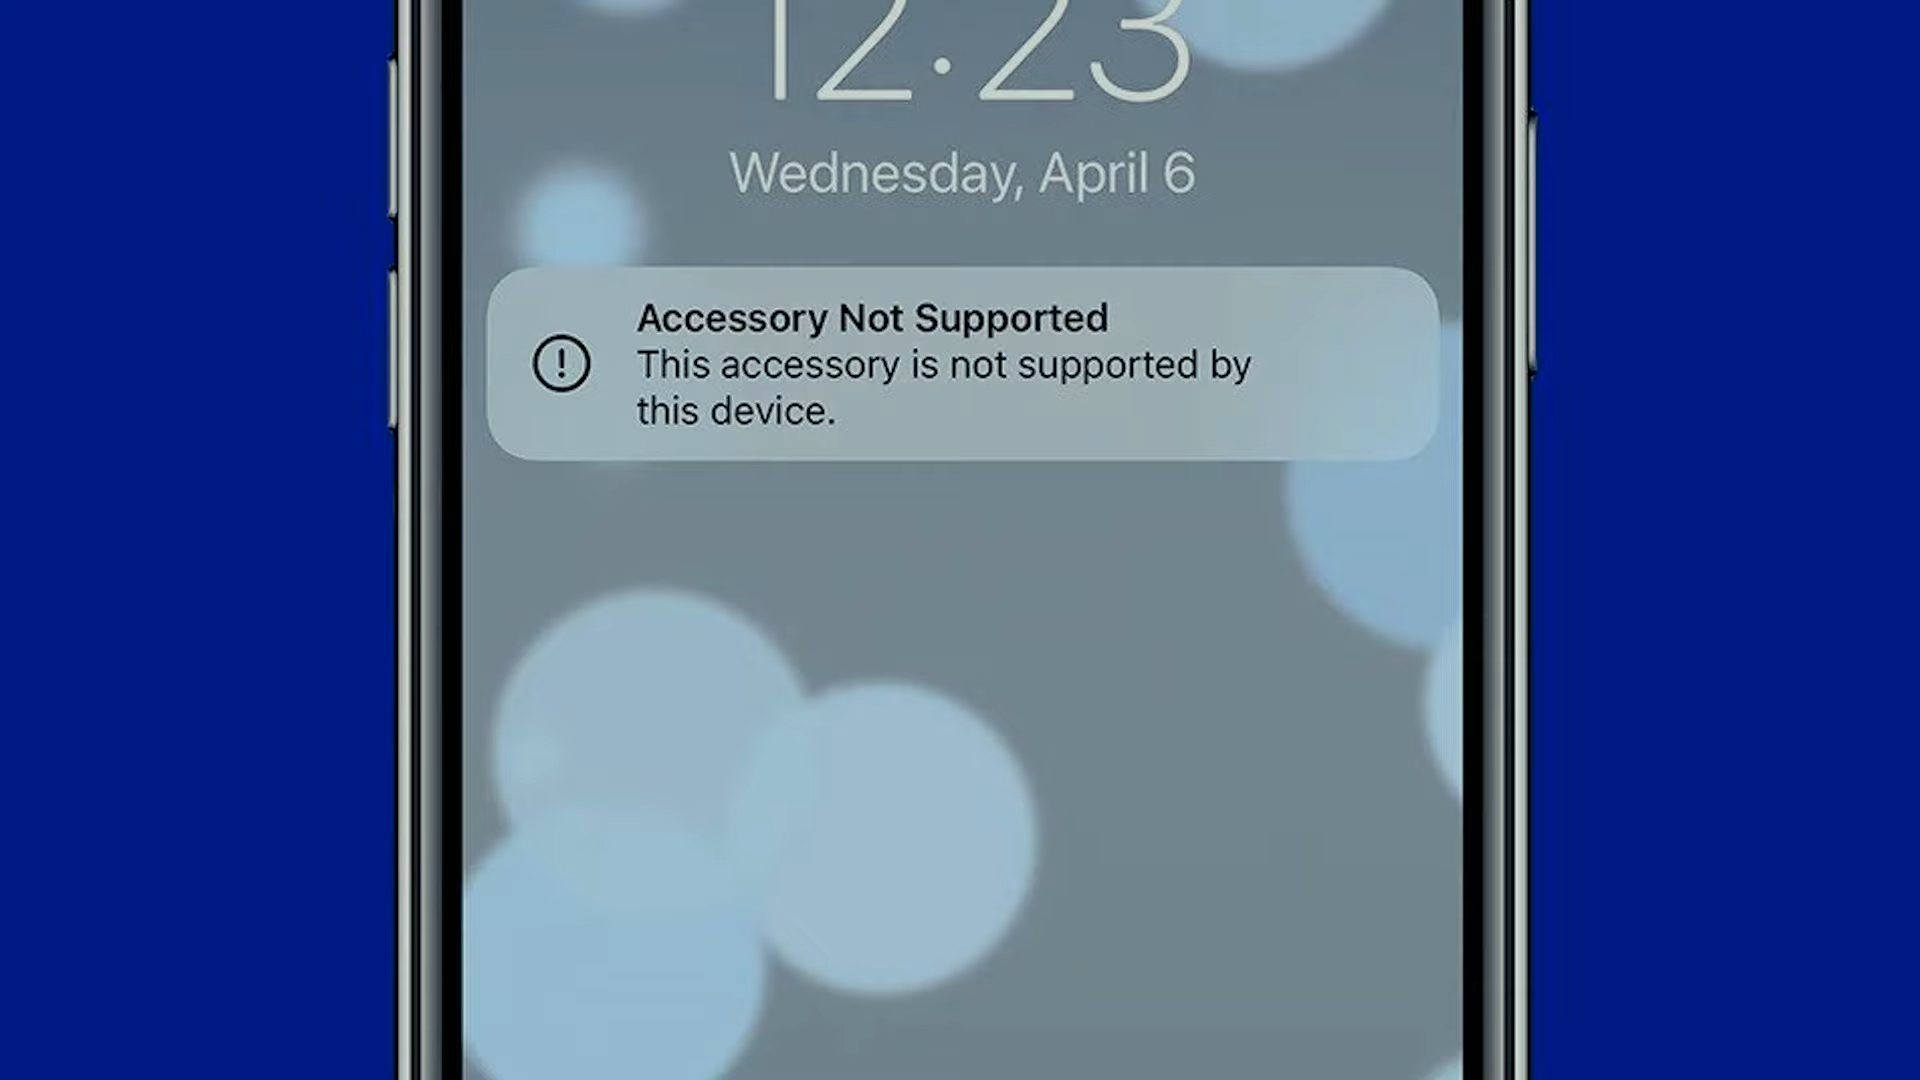 12:23
Wednesday, April 6
Accessory Not Supported
This accessory is not supported by
this device.